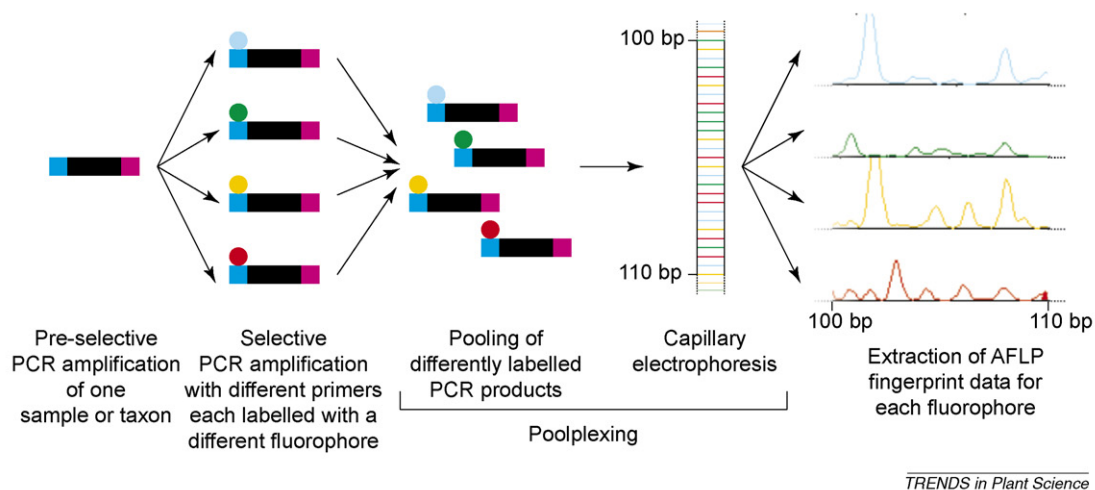 100 bp
110 bp
100 bp
110 bp
Pre-selective
PCR amplification
of one
sample or taxon
Selective
PCR amplification
with different primers
each labelled with a
different fluorophore
Pooling of
differently labelled
PCR products
Capillary
electrophoresis
Poolplexing
Extraction of AFLP
fingerprint data for
each fluorophore
TRENDS in Plant Science